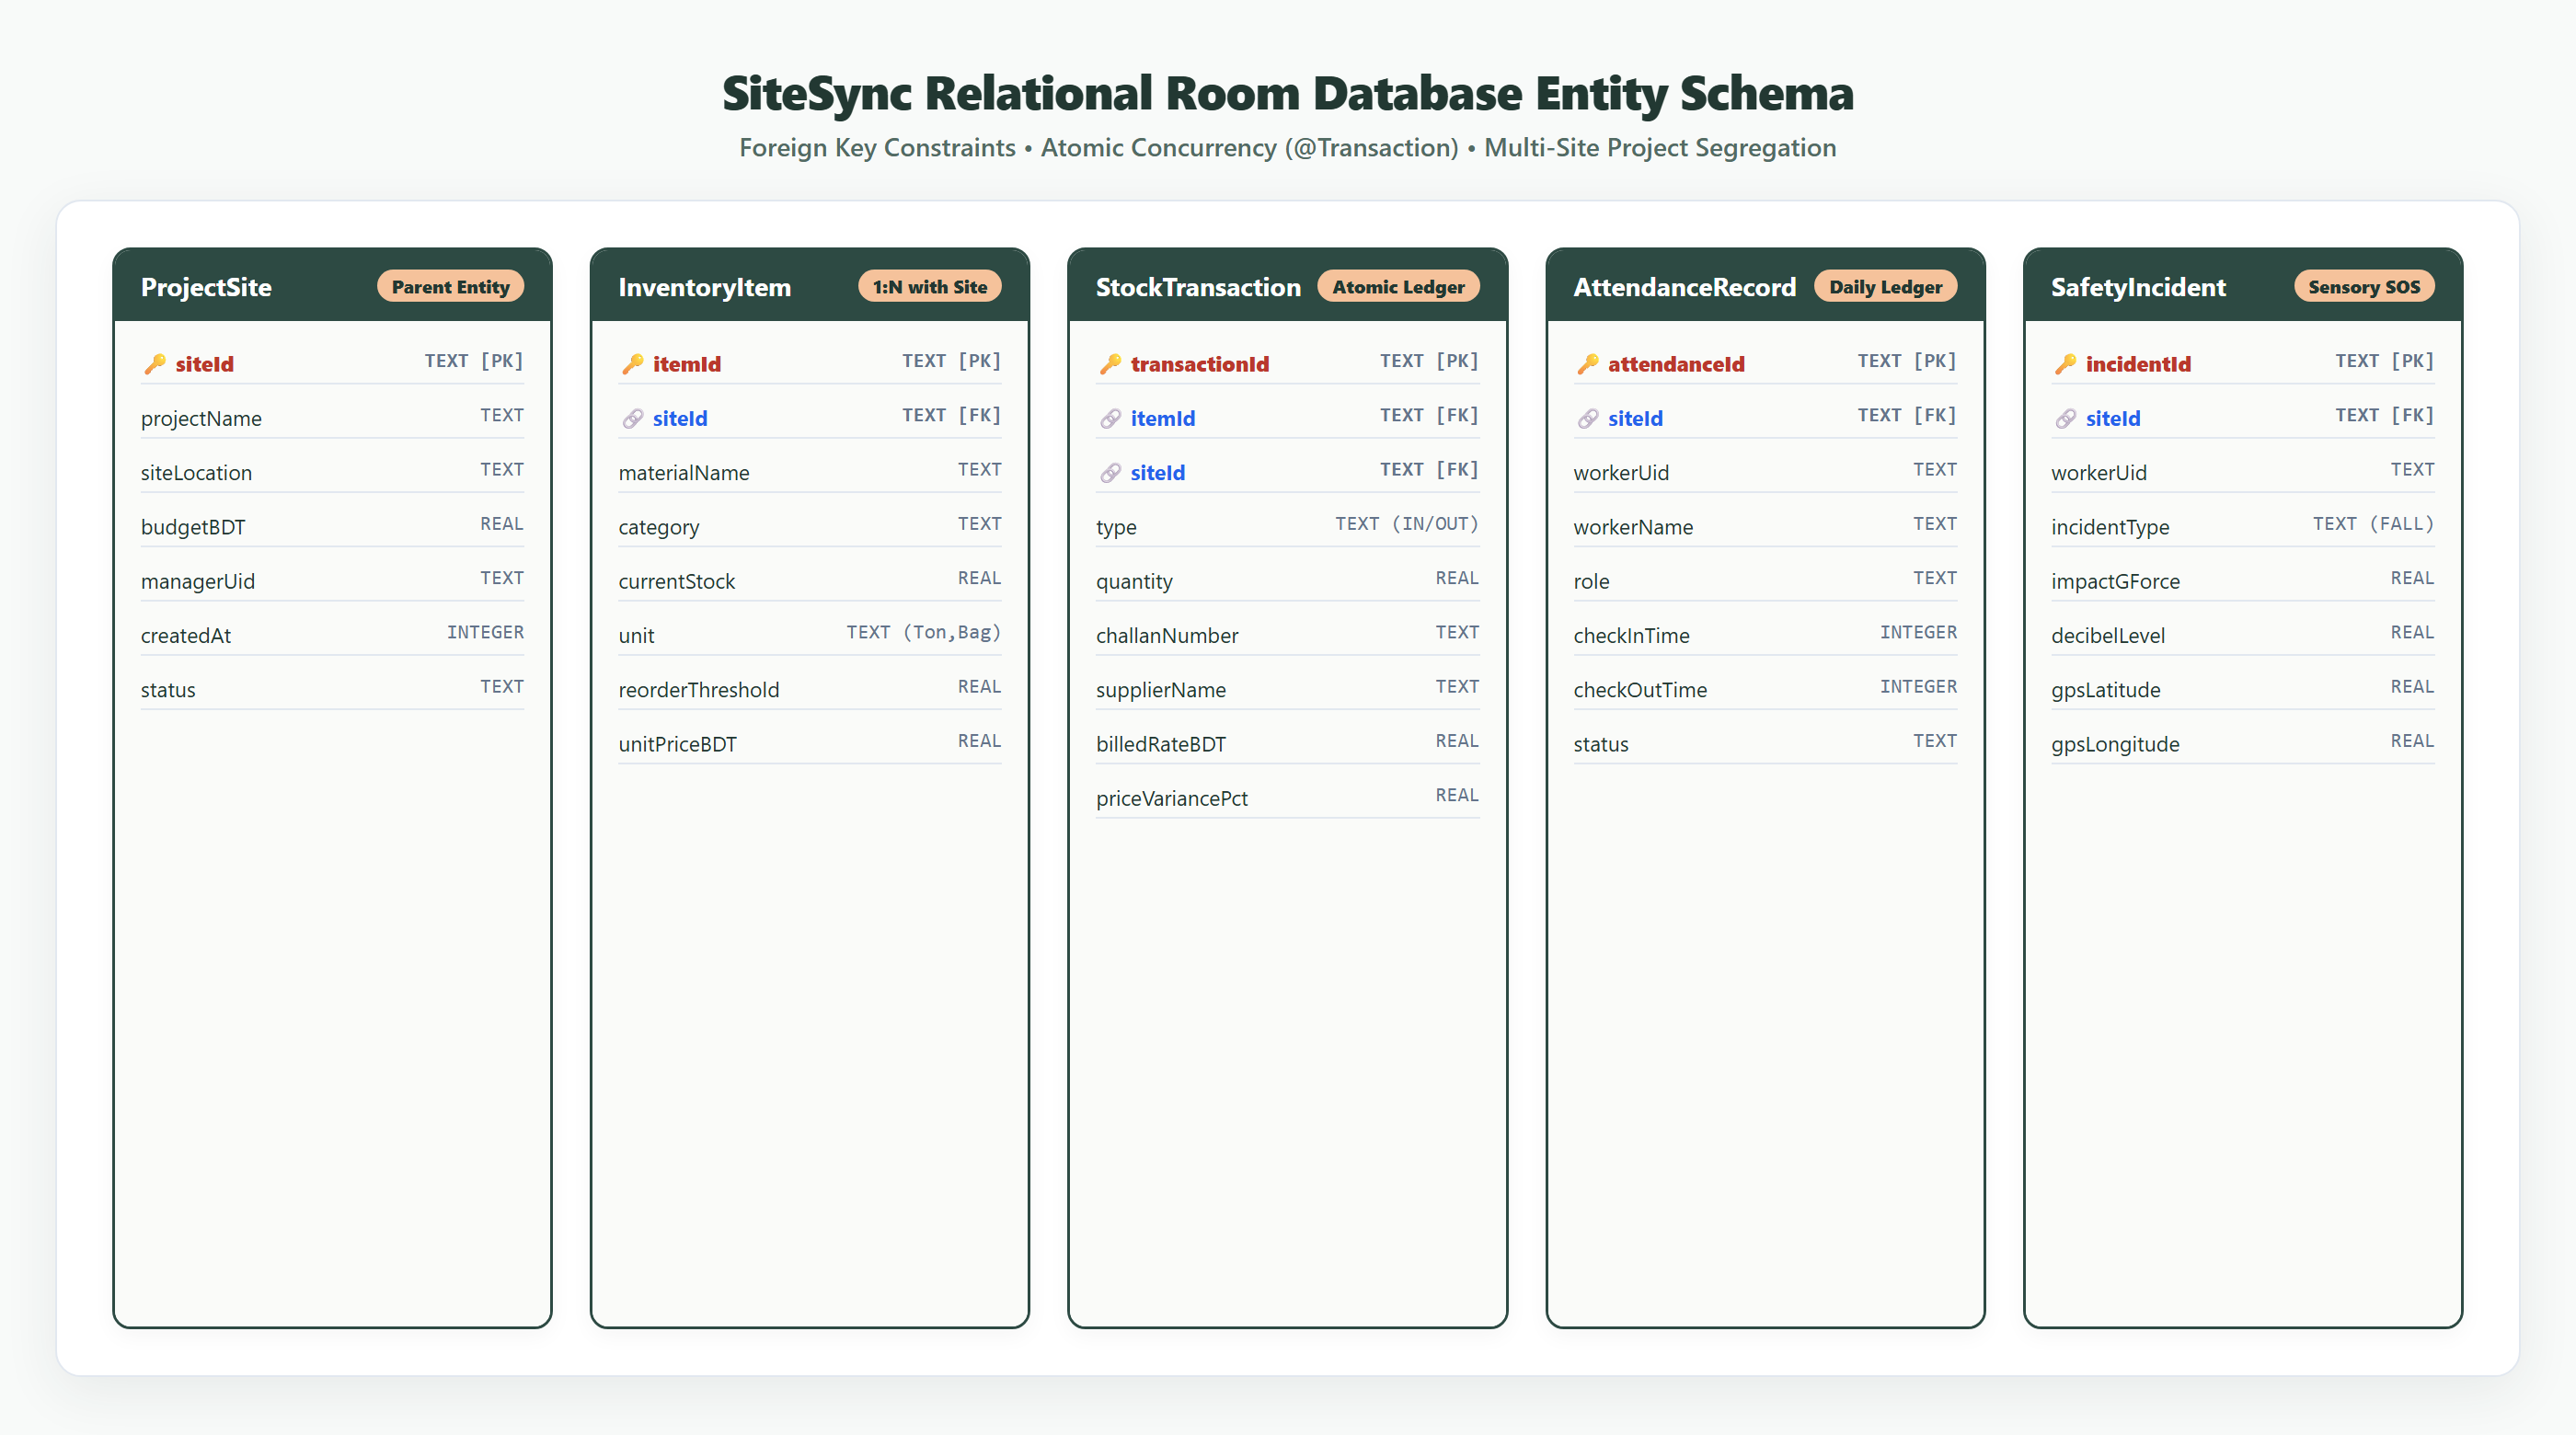 SiteSync Relational Room Database Entity Schema
Foreign Key Constraints • Atomic Concurrency (@Transaction) • Multi-Site Project Segregation
ProjectSite Parent Entity
siteId TEXT [PK]
projectName TEXT
siteLocation TEXT
budgetBDT REAL
managerUid TEXT
createdAt INTEGER
status TEXT
InventoryItem 1:N with Site
itemId TEXT [PK]
siteId TEXT [FK]
materialName TEXT
category TEXT
currentStock REAL
unit TEXT (Ton,Bag)
reorderThreshold REAL
unitPriceBDT REAL
StockTransaction Atomic Ledger
transactionId TEXT [PK]
itemId TEXT [FK]
siteId TEXT [FK]
type TEXT (IN/OUT)
quantity REAL
challanNumber TEXT
supplierName TEXT
billedRateBDT REAL
priceVariancePct REAL
AttendanceRecord Daily Ledger
attendanceId TEXT [PK]
siteId TEXT [FK]
workerUid TEXT
workerName TEXT
role TEXT
checkInTime INTEGER
checkOutTime INTEGER
status TEXT
SafetyIncident Sensory SOS
incidentId TEXT [PK]
siteId TEXT [FK]
workerUid TEXT
incidentType TEXT (FALL)
impactGForce REAL
decibelLevel REAL
gpsLatitude REAL
gpsLongitude REAL